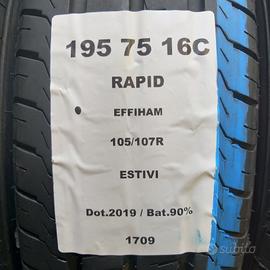 195 75 16C
RAPID
EFFIHAM
105/107R
ESTIVI
Dot.2019 / Bat.90%
1709
subito